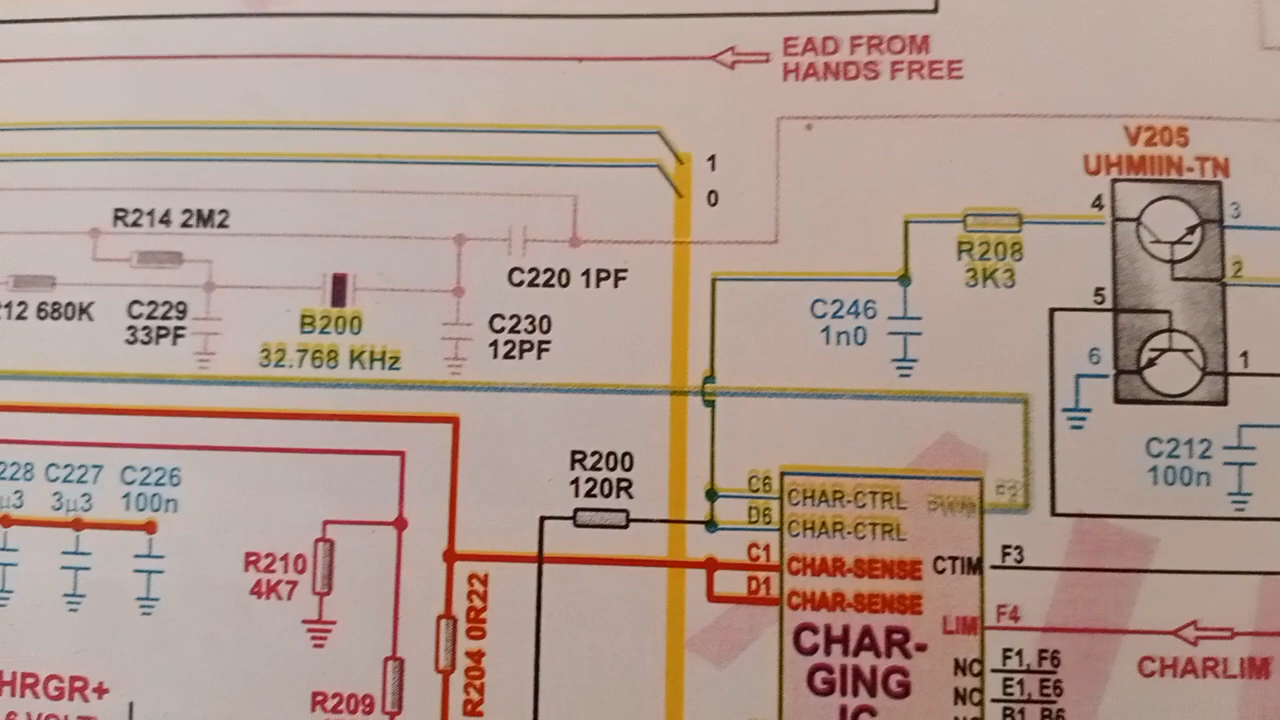 EAD FROM
HANDS FREE
V205
UHMIIN-TN
1
0
4
3
R214 2M2
R208
3K3
2
C220 1PF
12 680K
C229
33PF
B200
32.768 KHz
C230
12PF
C246
1n0
5
6
1
C212
100n
R200
120R
228
C227
C226
µ3
3µ3
100n
C6
CHAR-CTRL
D6
CHAR-CTRL
C1
CHAR-SENSE
CTIM
F3
D1
CHAR-SENSE
R210
4K7
R204 0R22
LIM
F4
CHAR-
GING
IC
CHARLIM
NC
F1, F6
NC
E1, E6
B1, B6
HRGR+
R209